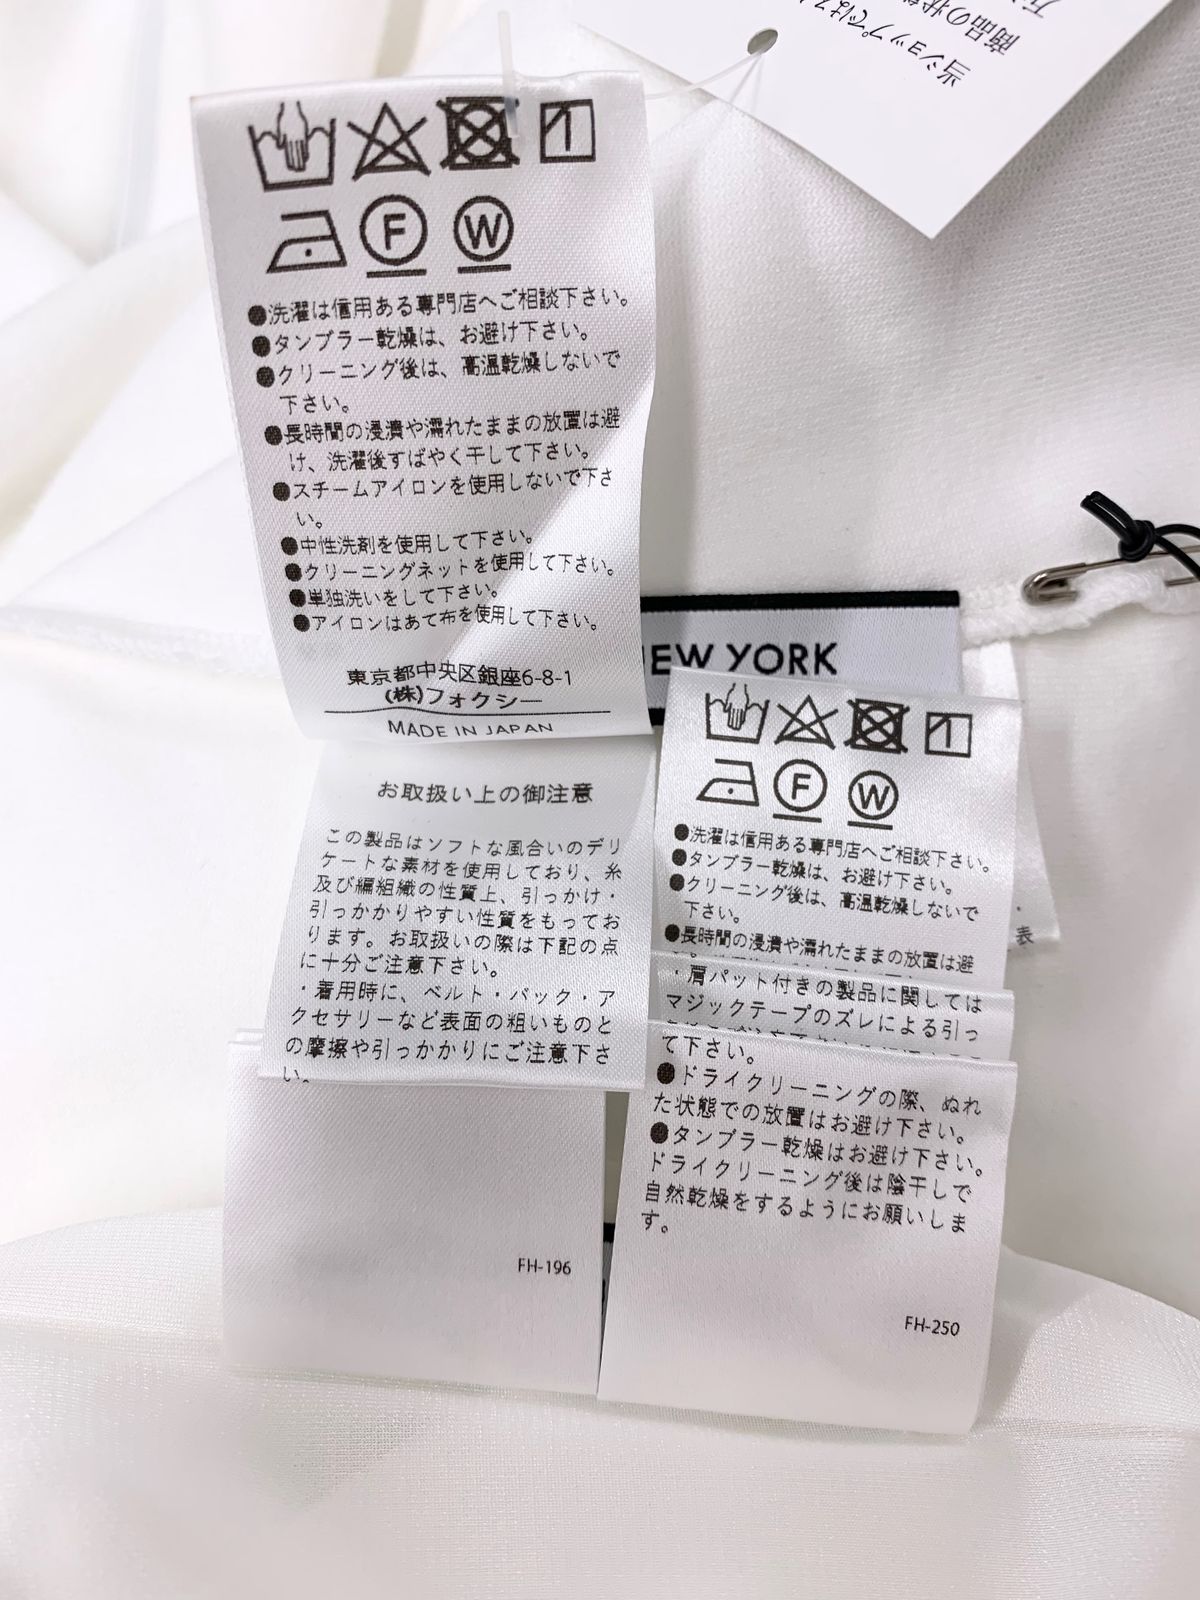 当ショップでは
商品の状
F
W
●洗濯は信用ある専門店へご相談下さい。
●タンブラー乾燥は、お避け下さい。
●クリーニング後は、高温乾燥しないで
下さい。
●長時間の浸漬や濡れたままの放置は避
け、洗濯後すばやく干して下さい。
●スチームアイロンを使用しないで下さ
い。
●中性洗剤を使用して下さい。
●クリーニングネットを使用して下さい。
●単独洗いをして下さい。
●アイロンはあて布を使用して下さい。
東京都中央区銀座6-8-1
(株)フォクシー
MADE IN JAPAN
お取扱い上の御注意
この製品はソフトな風合いのデリ
ケートな素材を使用しており、糸
及び編組織の性質上、引っかけ・
引っかかりやすい性質をもってお
ります。お取扱いの際は下記の点
に十分ご注意下さい。
・着用時に、ベルト・バック・ア
クセサリーなど表面の粗いものと
の摩擦や引っかかりにご注意下さ
い。
FH-196
EW YORK
F
W
●洗濯は信用ある専門店へご相談下さい。
●タンブラー乾燥は、お避け下さい。
●クリーニング後は、高温乾燥しないで
下さい。
●長時間の浸漬や濡れたままの放置は避
表
・肩パット付きの製品に関しては
マジックテープのズレによる引っ
て下さい。
●ドライクリーニングの際、ぬれ
た状態での放置はお避け下さい。
●タンブラー乾燥はお避け下さい。
ドライクリーニング後は陰干しで
自然乾燥をするようにお願いしま
す。
FH-250